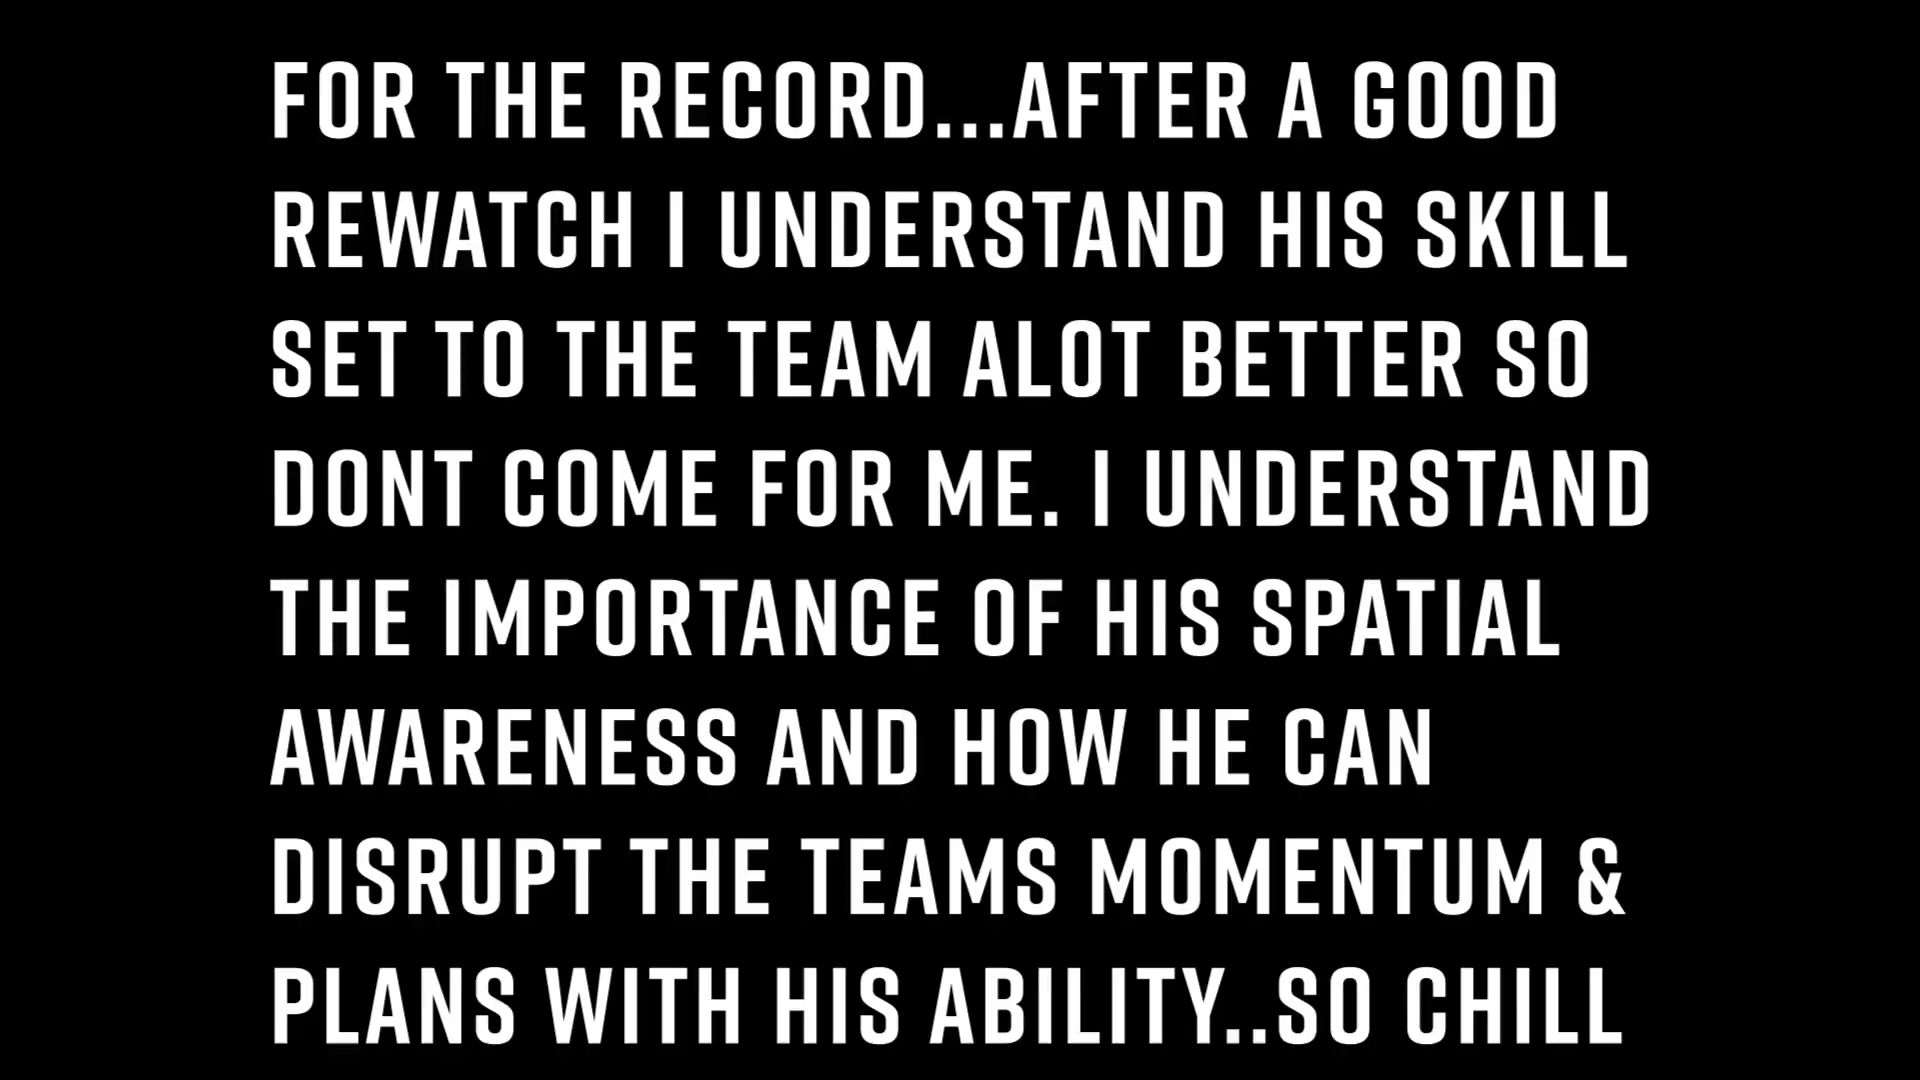 FOR THE RECORD...AFTER A GOOD
REWATCH I UNDERSTAND HIS SKILL
SET TO THE TEAM ALOT BETTER SO
DONT COME FOR ME. I UNDERSTAND
THE IMPORTANCE OF HIS SPATIAL
AWARENESS AND HOW HE CAN
DISRUPT THE TEAMS MOMENTUM &
PLANS WITH HIS ABILITY..SO CHILL